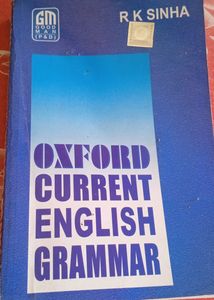 GM
GOOD
MAN
(P&D)
R K SINHA
OXFORD
CURRENT
ENGLISH
GRAMMAR